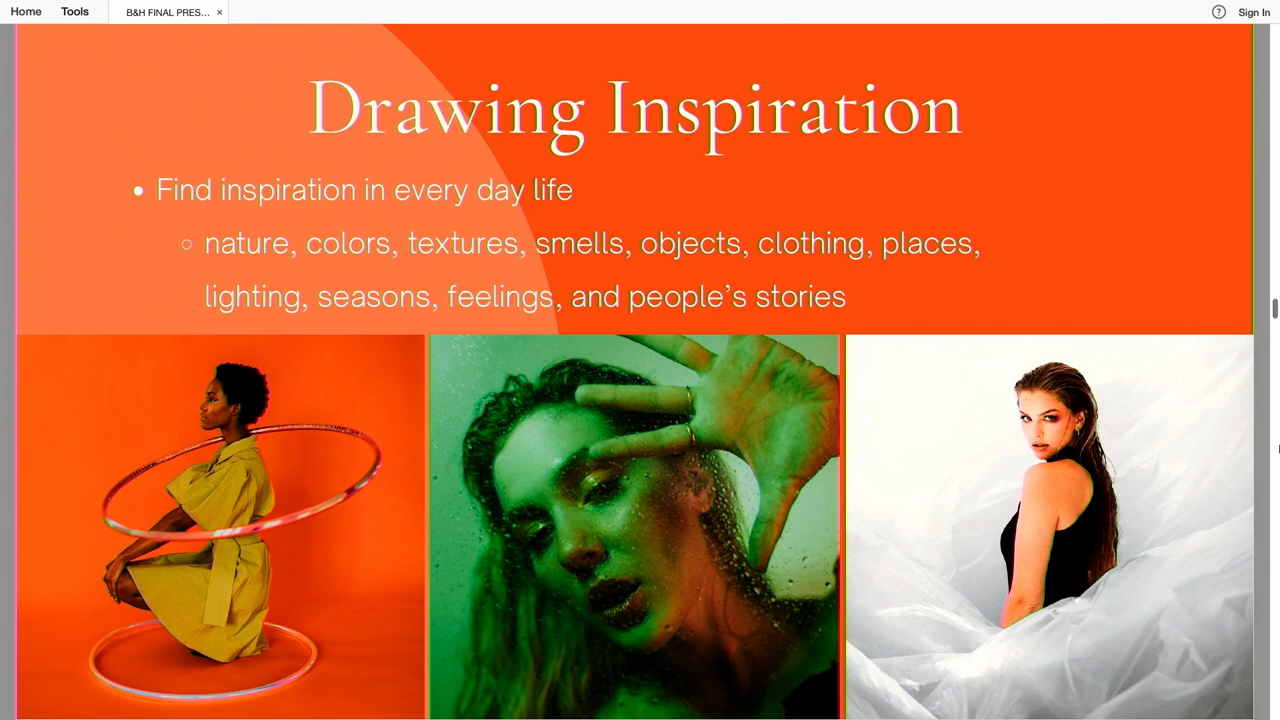 Home Tools B&H FINAL PRES... × ? Sign In
Drawing Inspiration
• Find inspiration in every day life
○ nature, colors, textures, smells, objects, clothing, places,
lighting, seasons, feelings, and people’s stories